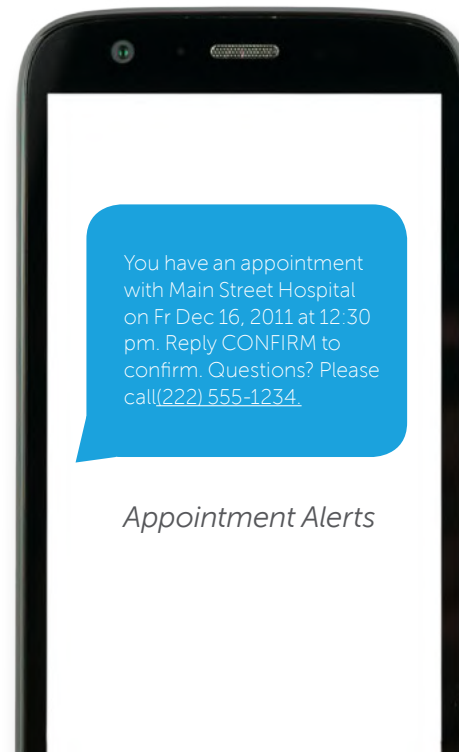 You have an appointment
with Main Street Hospital
on Fr Dec 16, 2011 at 12:30
pm. Reply CONFIRM to
confirm. Questions? Please
call(222) 555-1234.
Appointment Alerts